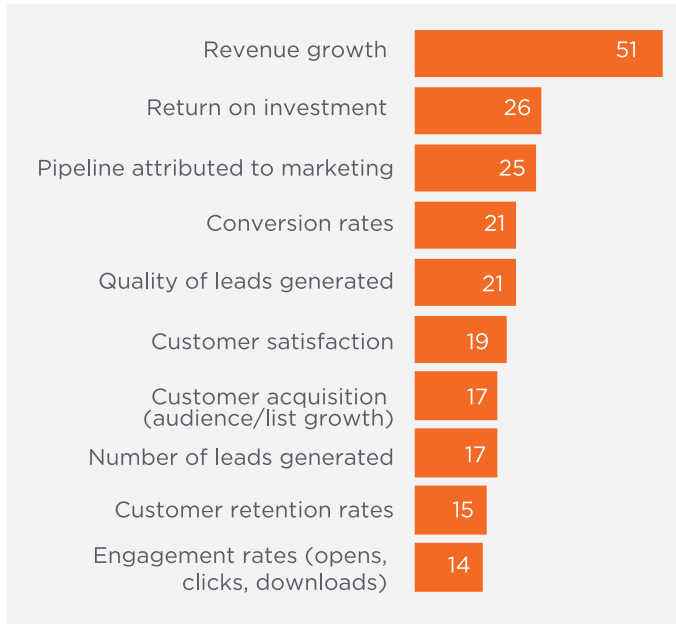 Revenue growth 51
Return on investment 26
Pipeline attributed to marketing 25
Conversion rates 21
Quality of leads generated 21
Customer satisfaction 19
Customer acquisition
(audience/list growth) 17
Number of leads generated 17
Customer retention rates 15
Engagement rates (opens,
clicks, downloads) 14